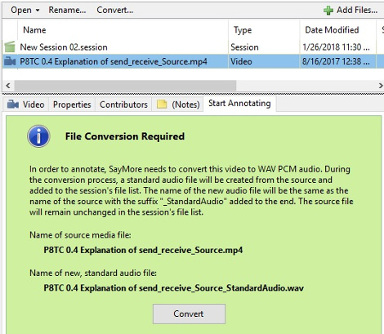 Open Rename... Convert... Add Files...
Name Type Date Modified
New Session 02.session Session 1/26/2018 11:30 ...
P8TC 0.4 Explanation of send_receive_Source.mp4 Video 8/16/2017 12:38 ...
Video Properties Contributors (Notes) Start Annotating
File Conversion Required
In order to annotate, SayMore needs to convert this video to WAV PCM audio. During
the conversion process, a standard audio file will be created from the source and
added to the session's file list. The name of the new audio file will be the same as the
name of the source with the suffix "_StandardAudio" added to the end. The source file
will remain unchanged in the session's file list.
Name of source media file:
P8TC 0.4 Explanation of send_receive_Source.mp4
Name of new, standard audio file:
P8TC 0.4 Explanation of send_receive_Source_StandardAudio.wav
Convert